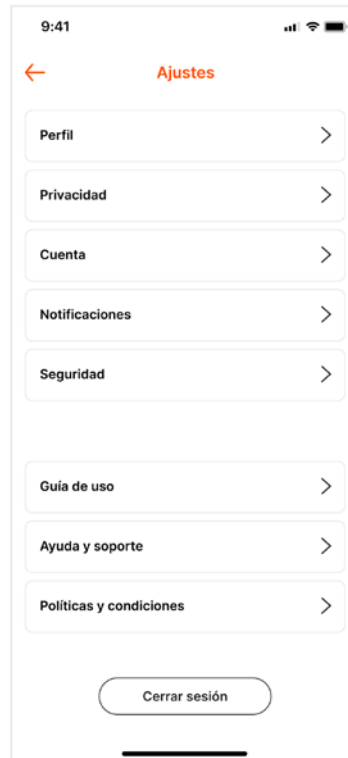 9:41
Ajustes
Perfil
Privacidad
Cuenta
Notificaciones
Seguridad
Guía de uso
Ayuda y soporte
Políticas y condiciones
Cerrar sesión